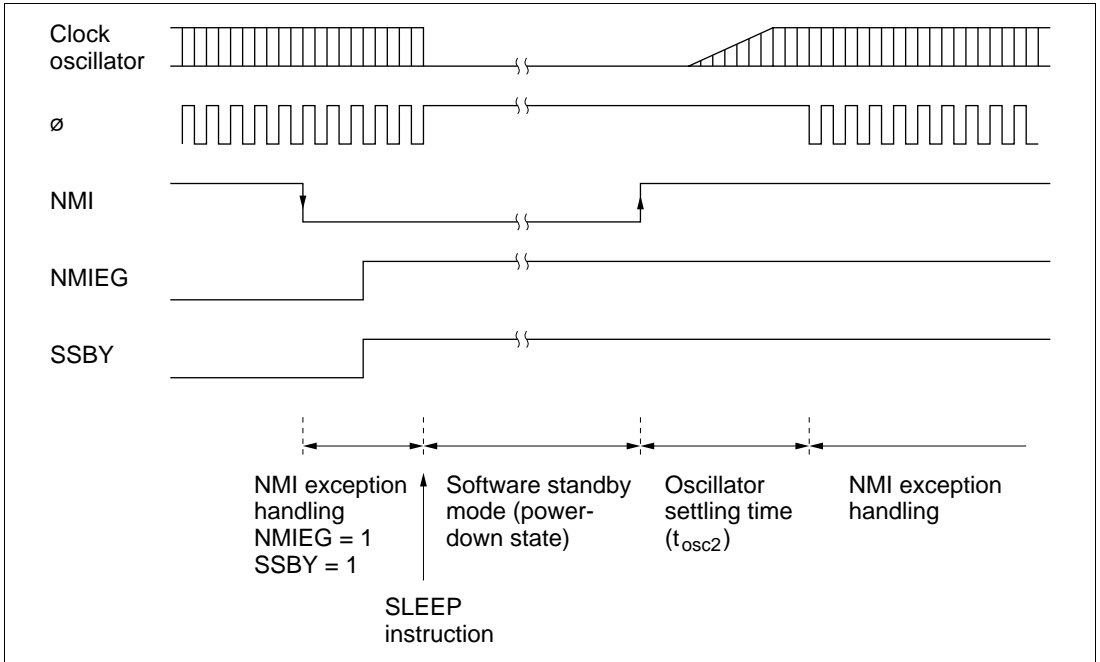 Clock
oscillator
ø
NMI
NMIEG
SSBY
NMI exception
handling
NMIEG = 1
SSBY = 1
Software standby
mode (power-
down state)
Oscillator
settling time
(tosc2)
NMI exception
handling
SLEEP
instruction